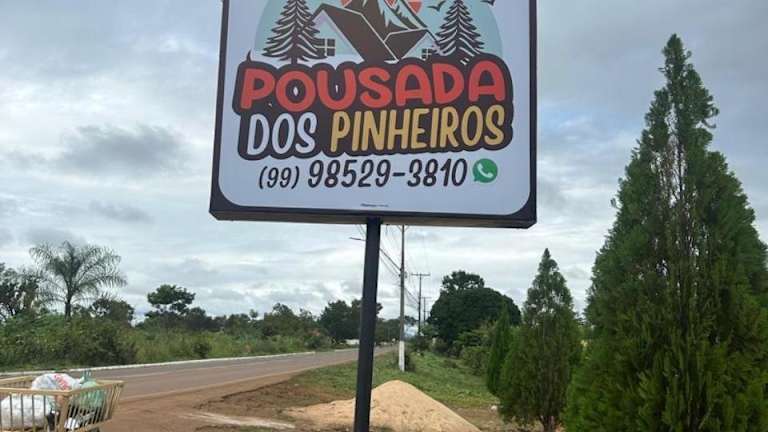 POUSADA
DOS PINHEIROS
(99) 98529-3810